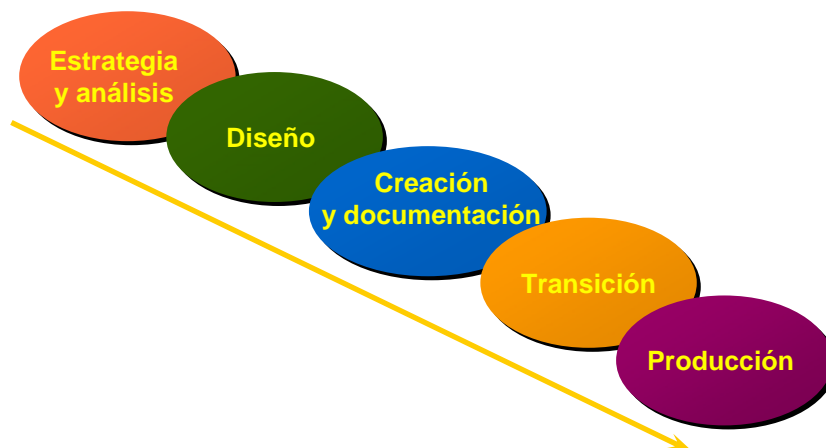 Estrategia
y análisis
Diseño
Creación
y documentación
Transición
Producción